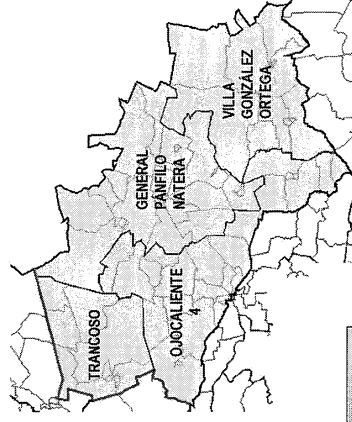 TRANCOSO
OJOCALIENTE
4
GENERAL
PÁNFILO
NATERA
VILLA
GONZÁLEZ
ORTEGA